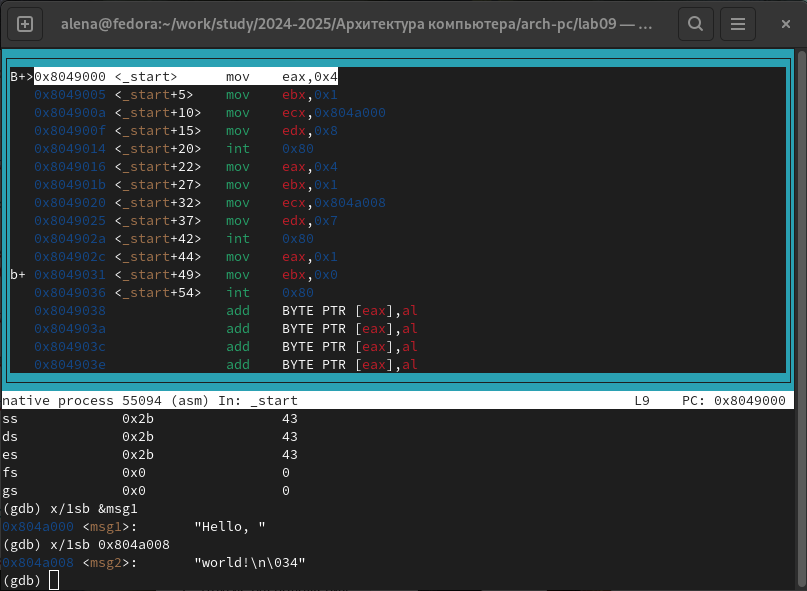 alena@fedora:~/work/study/2024-2025/Архитектура компьютера/arch-pc/lab09 — ...
B+>0x8049000 <_start>      mov    eax,0x4
0x8049005 <_start+5>    mov    ebx,0x1
0x804900a <_start+10>   mov    ecx,0x804a000
0x804900f <_start+15>   mov    edx,0x8
0x8049014 <_start+20>   int    0x80
0x8049016 <_start+22>   mov    eax,0x4
0x804901b <_start+27>   mov    ebx,0x1
0x8049020 <_start+32>   mov    ecx,0x804a008
0x8049025 <_start+37>   mov    edx,0x7
0x804902a <_start+42>   int    0x80
0x804902c <_start+44>   mov    eax,0x1
b+ 0x8049031 <_start+49>   mov    ebx,0x0
0x8049036 <_start+54>   int    0x80
0x8049038               add    BYTE PTR [eax],al
0x804903a               add    BYTE PTR [eax],al
0x804903c               add    BYTE PTR [eax],al
0x804903e               add    BYTE PTR [eax],al
native process 55094 (asm) In: _start                                          L9    PC: 0x8049000
ss             0x2b                43
ds             0x2b                43
es             0x2b                43
fs             0x0                 0
gs             0x0                 0
(gdb) x/1sb &msg1
0x804a000 <msg1>:       "Hello, "
(gdb) x/1sb 0x804a008
0x804a008 <msg2>:       "world!\n\034"
(gdb)